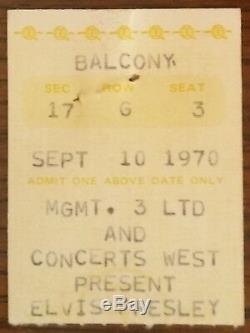 BALCONY
SEC ROW SEAT
17 G 3
SEPT 10 1970
ADMIT ONE ABOVE DATE ONLY
MGMT. 3 LTD
AND
CONCERTS WEST
PRESENT
ELVIS PRESLEY